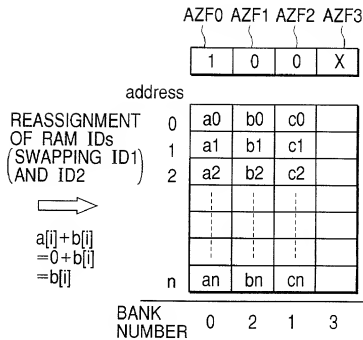 AZF0 AZF1 AZF2 AZF3
1 0 0 X
address
REASSIGNMENT
OF RAM IDs
(SWAPPING ID1)
(AND ID2)
0 a0 b0 c0
1 a1 b1 c1
2 a2 b2 c2
a[i]+b[i]
=0+b[i]
=b[i]
n an bn cn
BANK
NUMBER 0 2 1 3